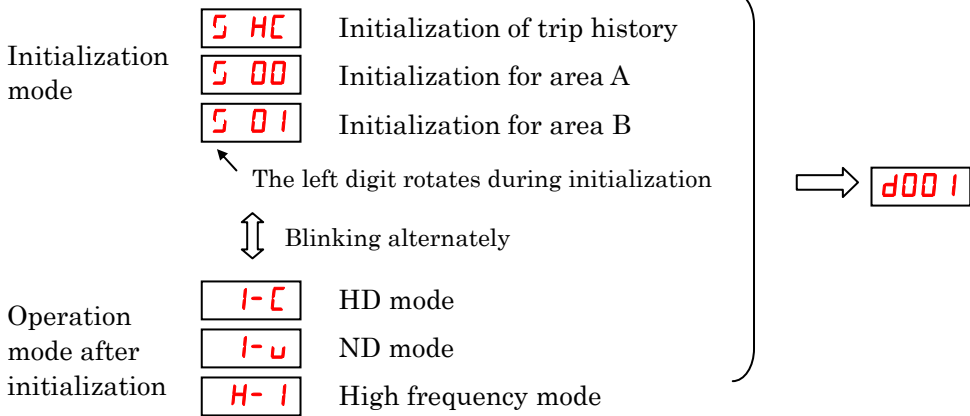 5 HC Initialization of trip history
Initialization
mode
5 00 Initialization for area A
5 01 Initialization for area B
The left digit rotates during initialization
d001
Blinking alternately
Operation
mode after
initialization
1-C HD mode
1-u ND mode
H-1 High frequency mode